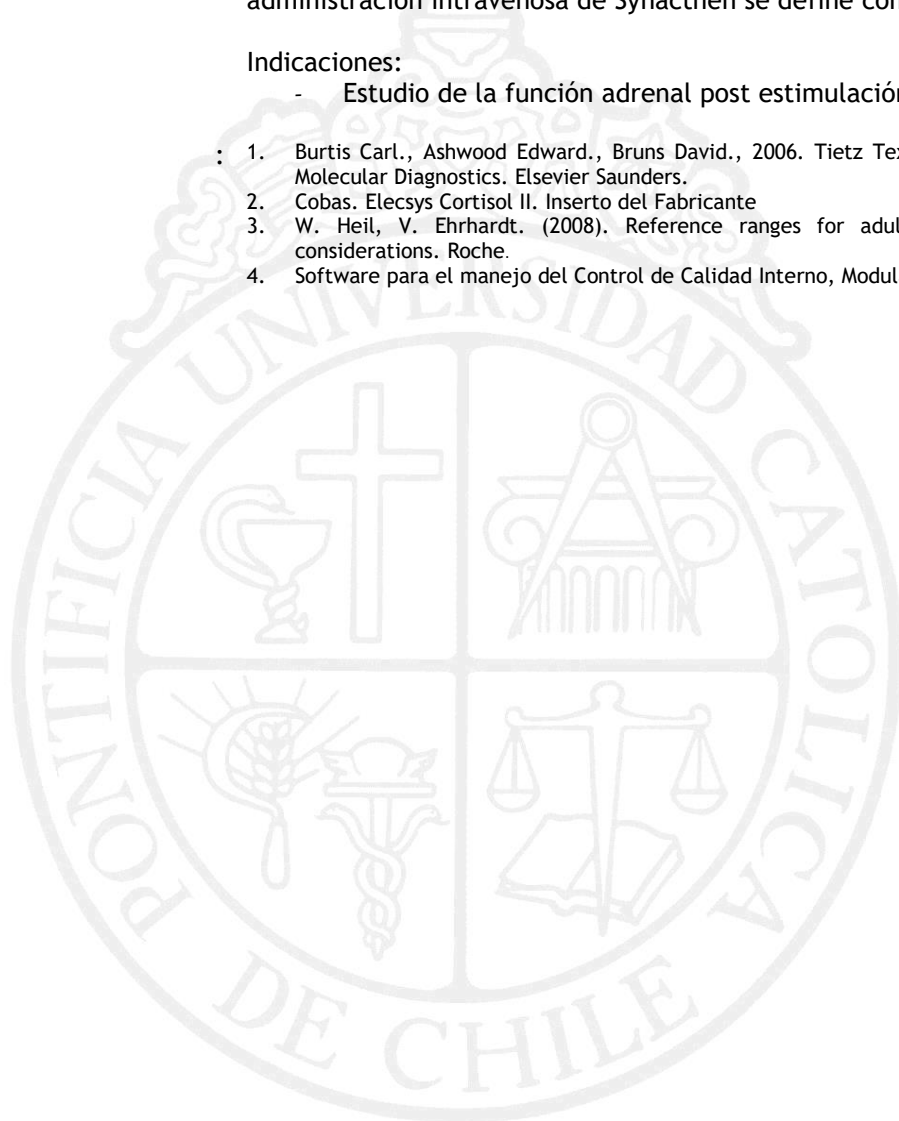 administración intravenosa de Synacthen se define con
Indicaciones:
- Estudio de la función adrenal post estimulación
: 1. Burtis Carl., Ashwood Edward., Bruns David., 2006. Tietz Tex
Molecular Diagnostics. Elsevier Saunders.
2. Cobas. Elecsys Cortisol II. Inserto del Fabricante
3. W. Heil, V. Ehrhardt. (2008). Reference ranges for adul
considerations. Roche.
4. Software para el manejo del Control de Calidad Interno, Modul
PONTIFICIA UNIVERSIDAD CATOLICA
DE CHILE